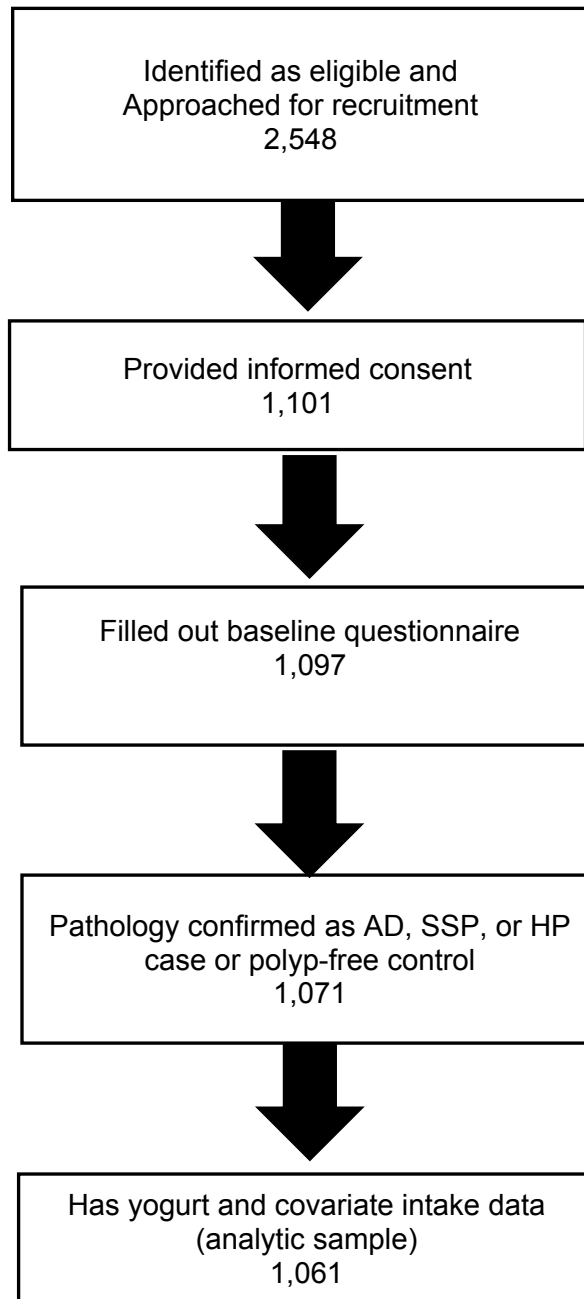 Identified as eligible and
Approached for recruitment
2,548
Provided informed consent
1,101
Filled out baseline questionnaire
1,097
Pathology confirmed as AD, SSP, or HP
case or polyp-free control
1,071
Has yogurt and covariate intake data
(analytic sample)
1,061